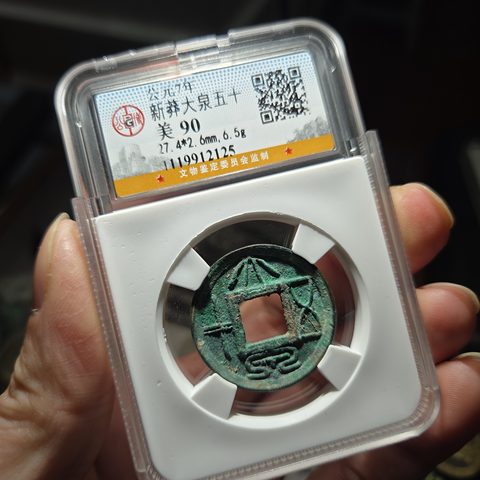 公元7年
新莽大泉五十
美 90
27.4*2.6mm,6.5g
1119912125
文物鉴定委员会监制